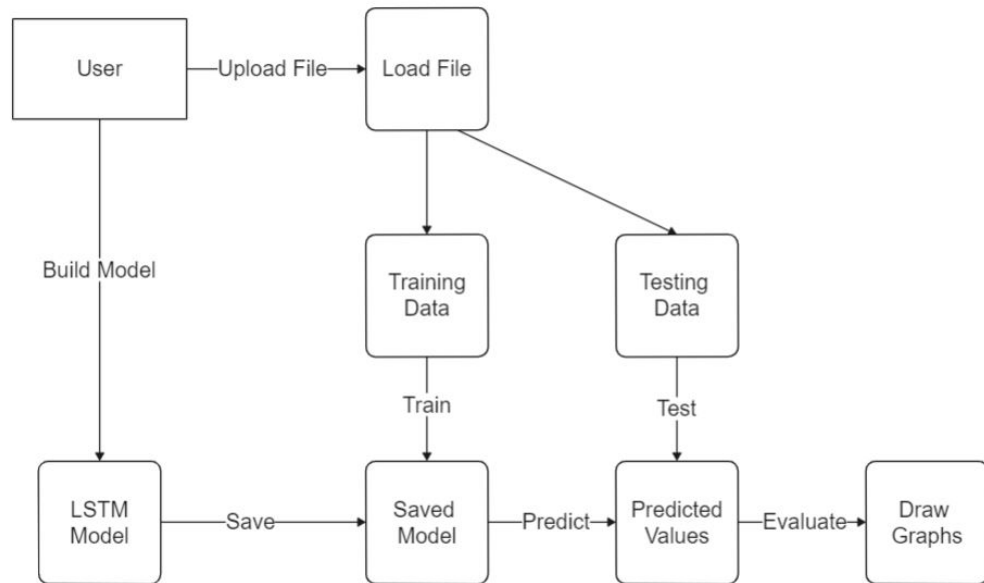 User
Upload File
Load File
Build Model
Training
Data
Testing
Data
Train
Test
LSTM
Model
Save
Saved
Model
Predict
Predicted
Values
Evaluate
Draw
Graphs